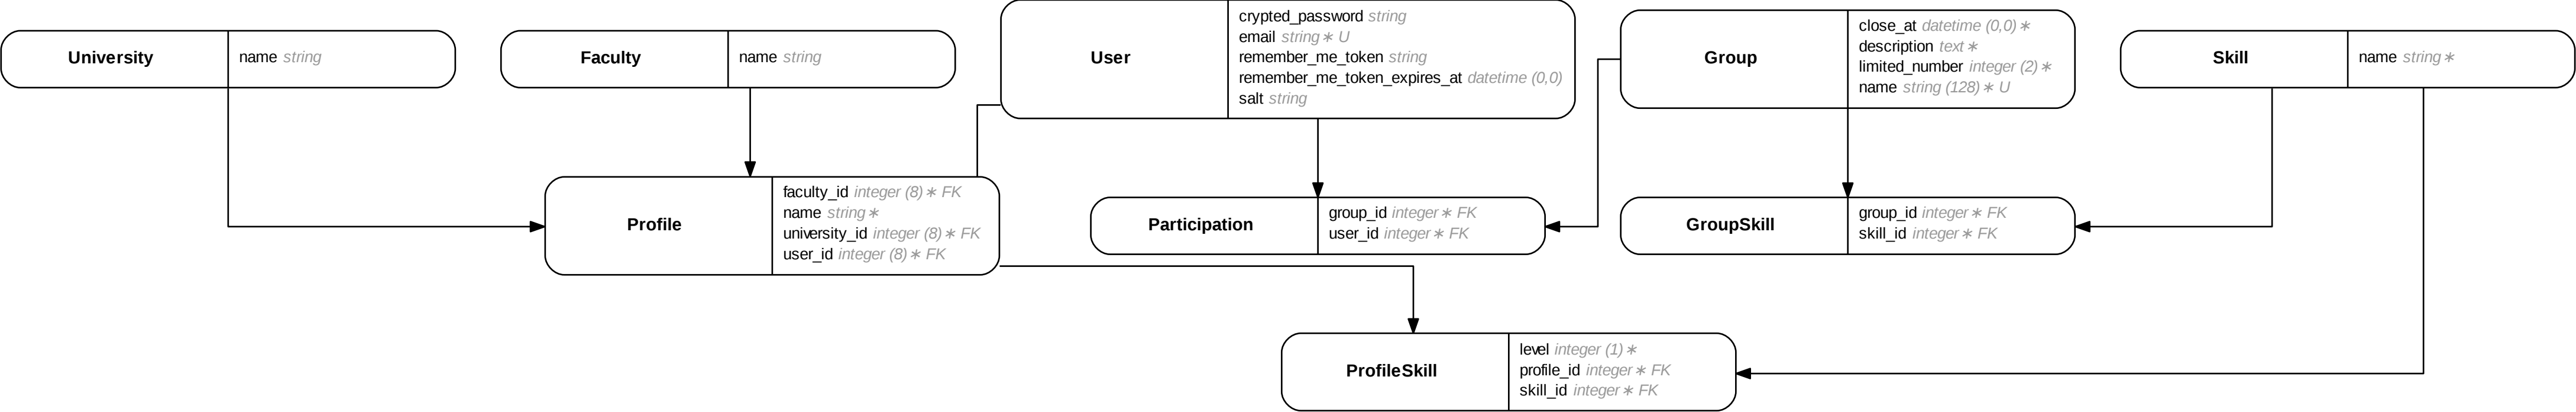 University
name string
Faculty
name string
User
crypted_password string
email string∗ U
remember_me_token string
remember_me_token_expires_at datetime (0,0)
salt string
Group
close_at datetime (0,0)∗
description text∗
limited_number integer (2)∗
name string (128)∗ U
Skill
name string∗
Profile
faculty_id integer (8)∗ FK
name string∗
university_id integer (8)∗ FK
user_id integer (8)∗ FK
Participation
group_id integer∗ FK
user_id integer∗ FK
GroupSkill
group_id integer∗ FK
skill_id integer∗ FK
ProfileSkill
level integer (1)∗
profile_id integer∗ FK
skill_id integer∗ FK